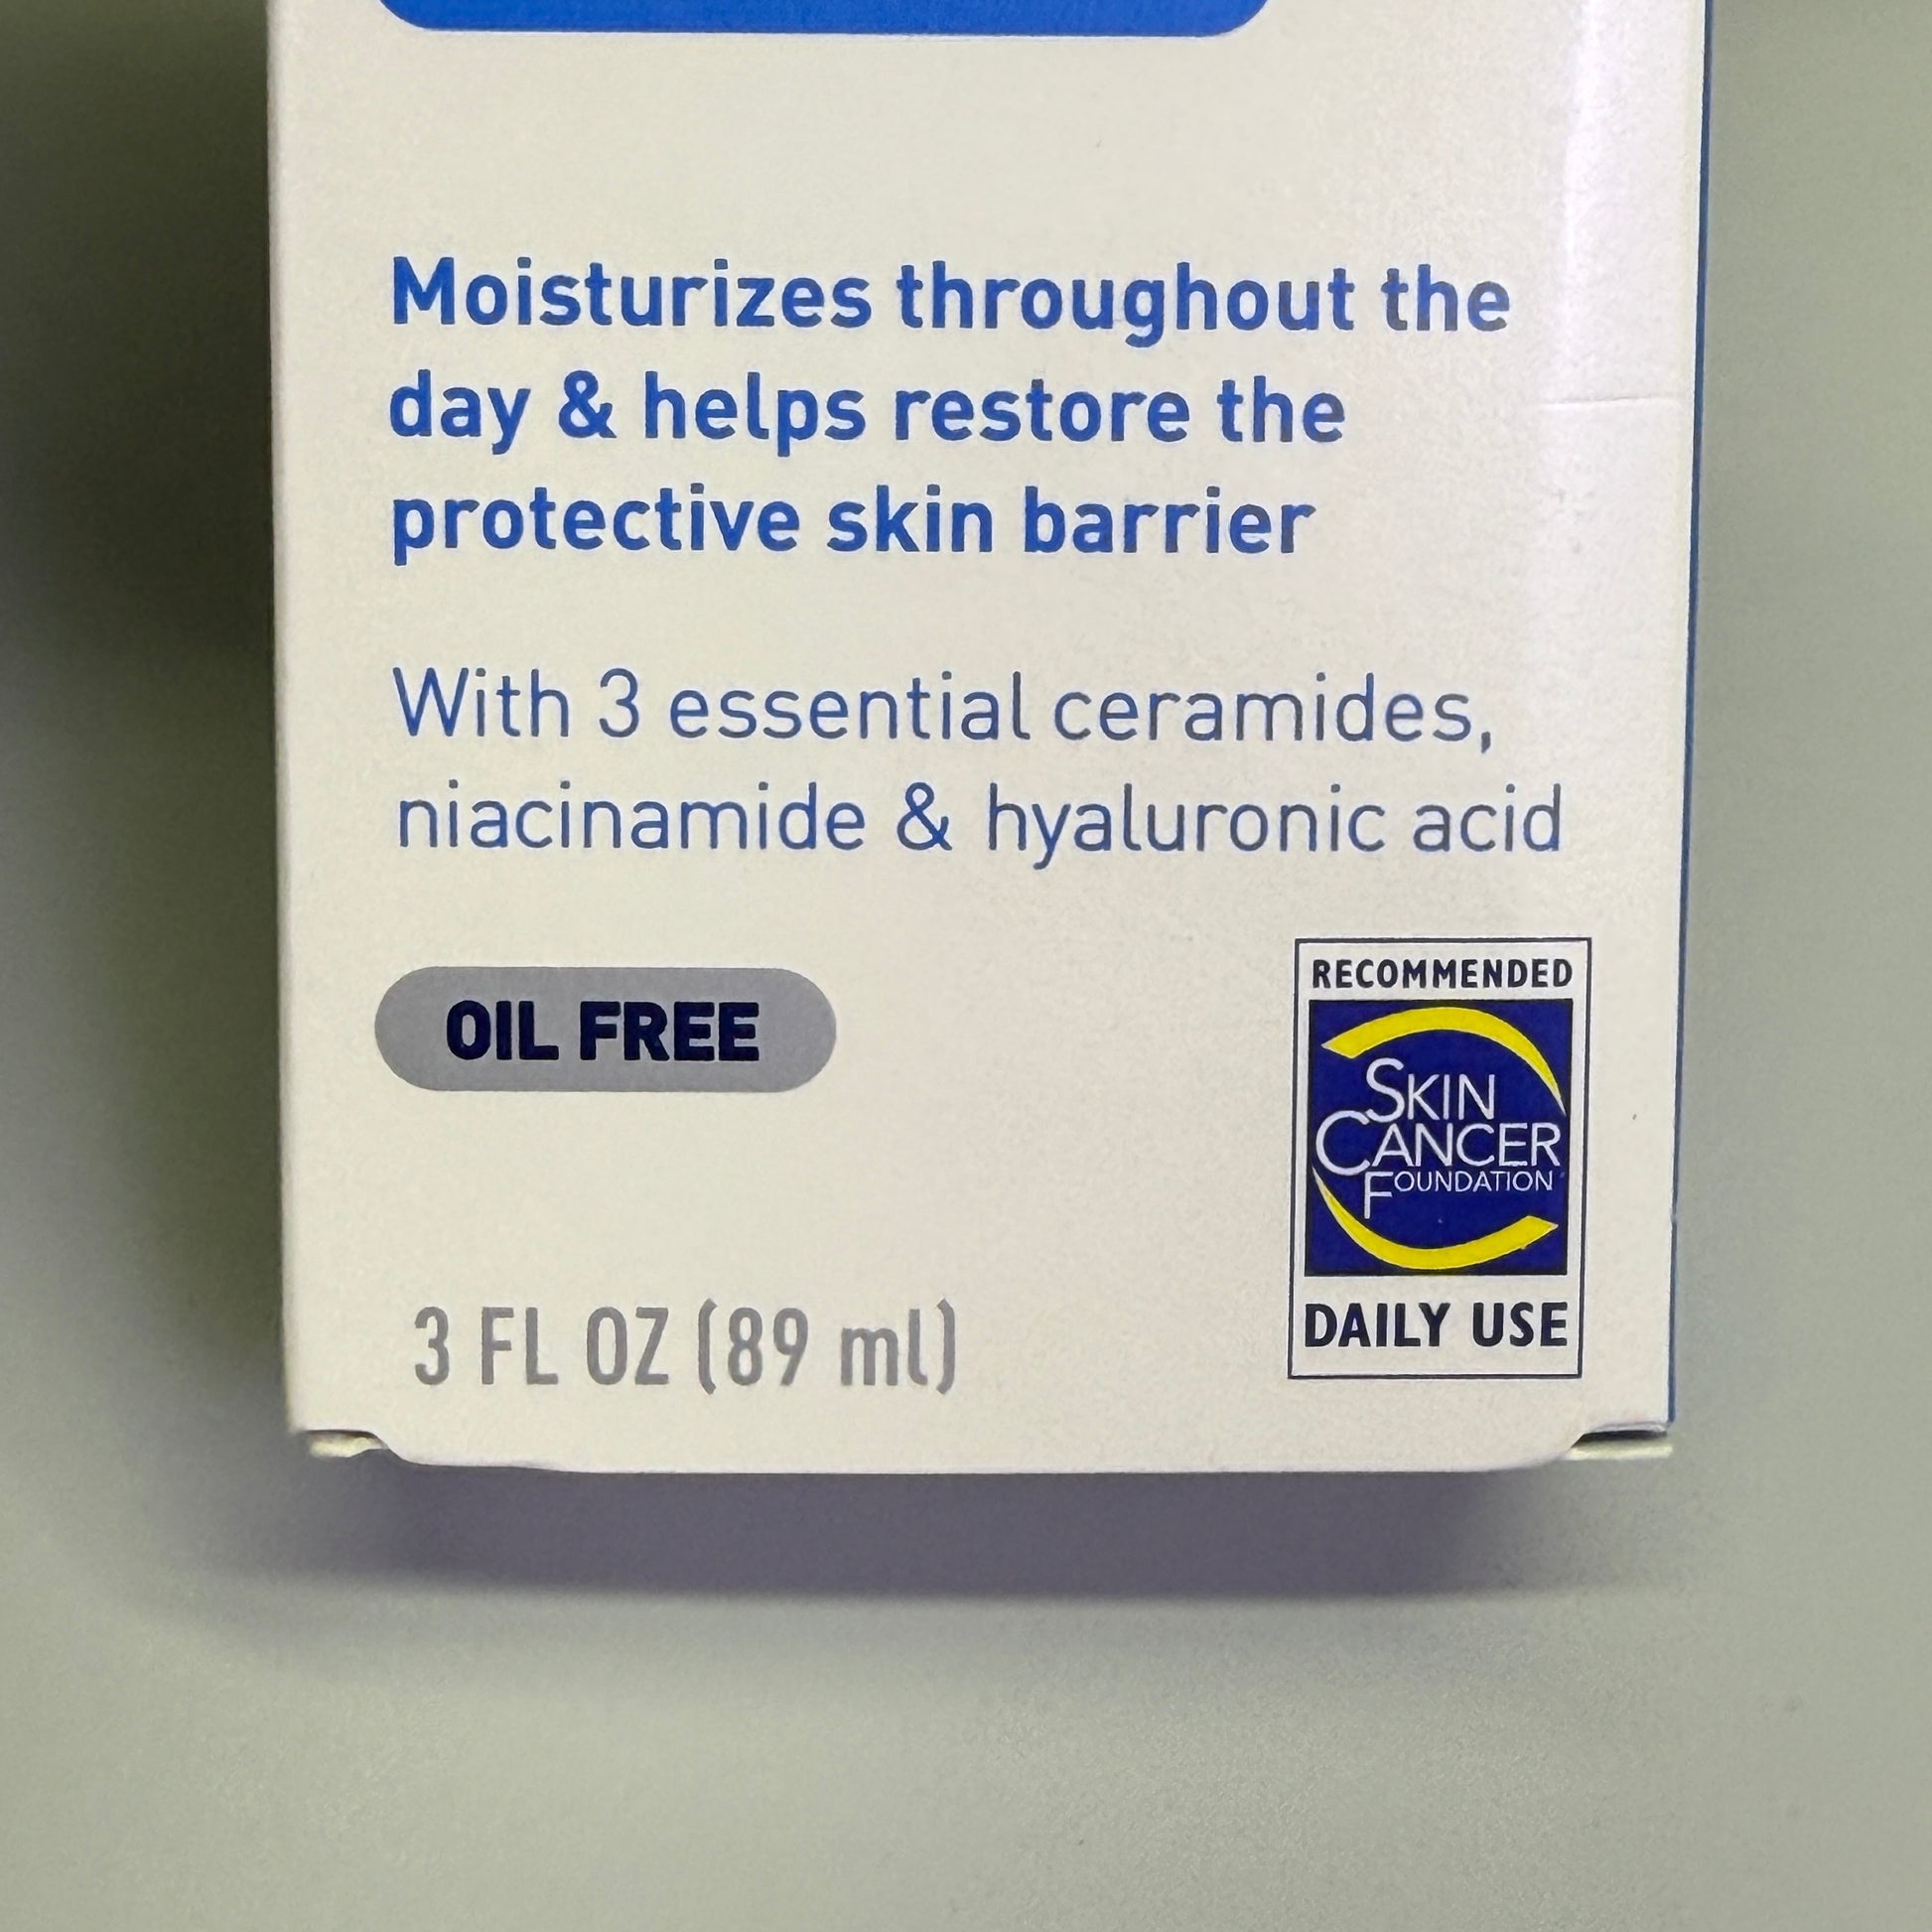 Moisturizes throughout the
day & helps restore the
protective skin barrier
With 3 essential ceramides,
niacinamide & hyaluronic acid
OIL FREE
RECOMMENDED
SKIN
CANCER
FOUNDATION
DAILY USE
3 FL OZ (89 ml)